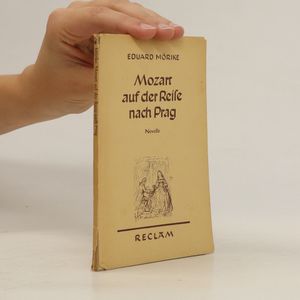 EDUARD MÖRIKE
Mozart
auf der Reise
nach Prag
Novelle
RECLAM